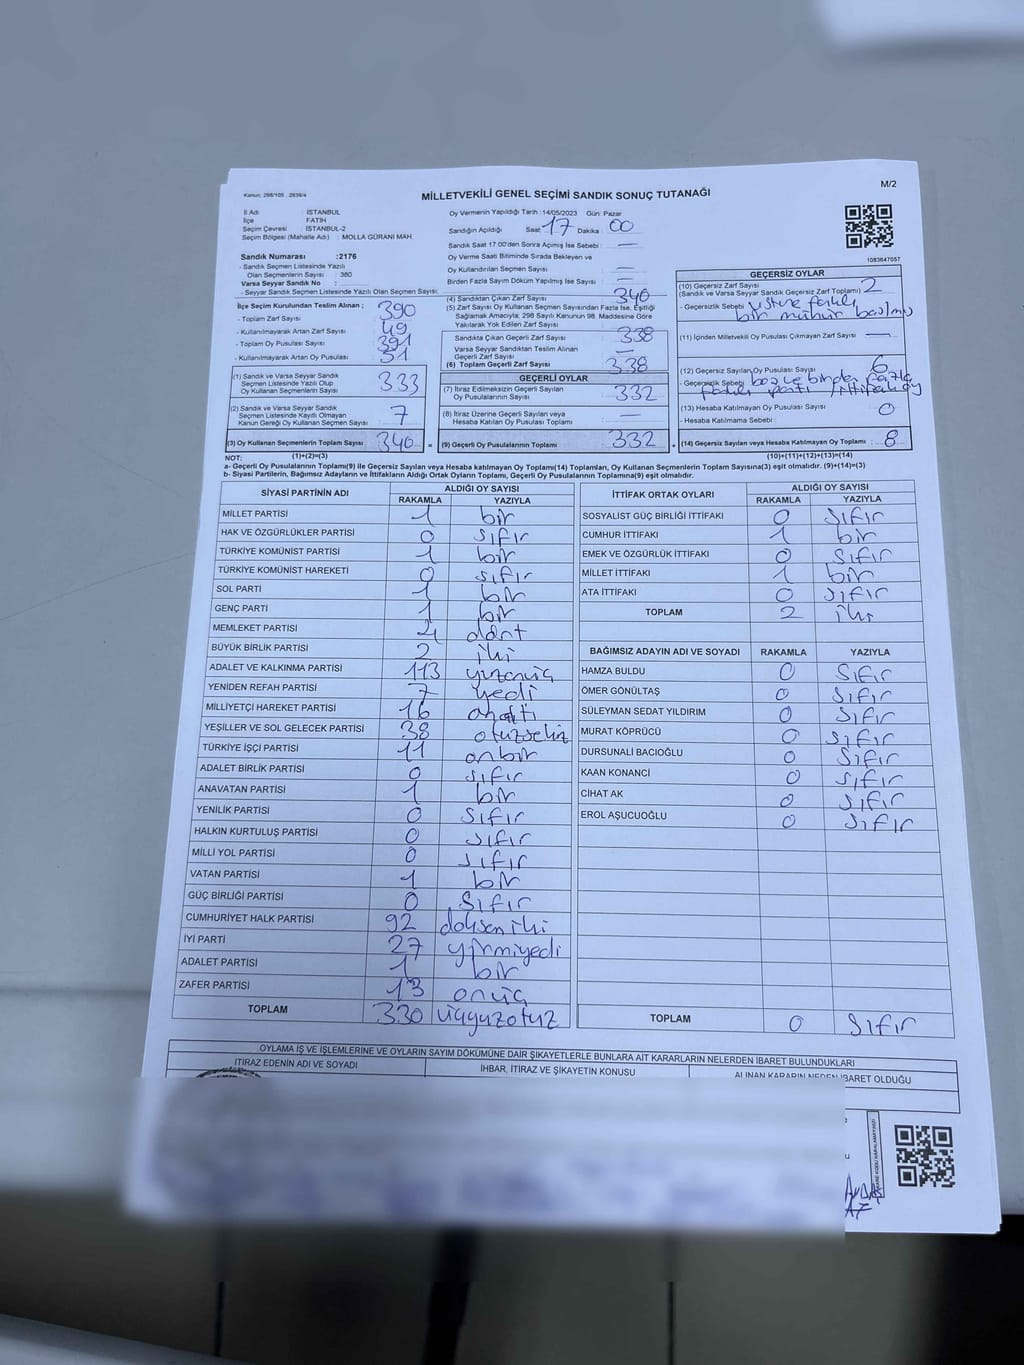 M/2
Kanun: 298/105 , 2839/4
MİLLETVEKİLİ GENEL SEÇİMİ SANDIK SONUÇ TUTANAĞI
İl Adı : İSTANBUL
İlçe : FATİH
Seçim Çevresi : İSTANBUL-2
Seçim Bölgesi (Mahalle Adı) : MOLLA GÜRANİ MAH.
Sandık Numarası : 2176
- Sandık Seçmen Listesinde Yazılı
Olan Seçmenlerin Sayısı : 380
Varsa Seyyar Sandık No :
- Seyyar Sandık Seçmen Listesinde Yazılı Olan Seçmen Sayısı:
Oy Vermenin Yapıldığı Tarih : 14/05/2023 Gün: Pazar
Sandığın Açıldığı Saat 17 Dakika 00
Sandık Saat 17:00'den Sonra Açılmış İse Sebebi : —
Oy Verme Saati Bitiminde Sırada Bekleyen ve
Oy Kullandırılan Seçmen Sayısı : —
Birden Fazla Sayım Döküm Yapılmış İse Sayısı : —
1083647057
İlçe Seçim Kurulundan Teslim Alınan :
- Toplam Zarf Sayısı 390
- Kullanılmayarak Artan Zarf Sayısı 49
- Toplam Oy Pusulası Sayısı 391
- Kullanılmayarak Artan Oy Pusulası 51
(1) Sandık ve Varsa Seyyar Sandık
Seçmen Listesinde Yazılı Olup
Oy Kullanan Seçmenlerin Sayısı 333
(2) Sandık ve Varsa Seyyar Sandık
Seçmen Listesinde Kayıtlı Olmayan
Kanun Gereği Oy Kullanan Seçmen Sayısı 7
(3) Oy Kullanan Seçmenlerin Toplam Sayısı 340 =
(4) Sandıktan Çıkan Zarf Sayısı 340
(5) Zarf Sayısı Oy Kullanan Seçmen Sayısından Fazla İse, Eşitliği
Sağlamak Amacıyla; 298 Sayılı Kanunun 98. Maddesine Göre
Yakılarak Yok Edilen Zarf Sayısı —
Sandıkta Çıkan Geçerli Zarf Sayısı 338
Varsa Seyyar Sandıktan Teslim Alınan
Geçerli Zarf Sayısı —
(6) Toplam Geçerli Zarf Sayısı 338
GEÇERLİ OYLAR
(7) İtiraz Edilmeksizin Geçerli Sayılan
Oy Pusulalarının Sayısı : 332
(8) İtiraz Üzerine Geçerli Sayılan veya
Hesaba Katılan Oy Pusulası Sayısı : —
(9) Geçerli Oy Pusulalarının Toplamı : 332 +
GEÇERSİZ OYLAR
(10) Geçersiz Zarf Sayısı 2
(Sandık ve Varsa Seyyar Sandık Geçersiz Zarf Toplamı)
- Geçersizlik Sebebi : üstüne farklı
bir mühür basılmış
(11) İçinden Milletvekili Oy Pusulası Çıkmayan Zarf Sayısı : —
(12) Geçersiz Sayılan Oy Pusulası Sayısı : 6
- Geçersizlik Sebebi
(13) Hesaba Katılmayan Oy Pusulası Sayısı : 0
- Hesaba Katılmama Sebebi :
(14) Geçersiz Sayılan veya Hesaba Katılmayan Oy Toplamı : 8
NOT: (1)+(2)=(3) (10)+(11)+(12)+(13)=(14)
a- Geçerli Oy Pusulalarının Toplamı(9) ile Geçersiz Sayılan veya Hesaba katılmayan Oy Toplamı(14) Toplamları, Oy Kullanan Seçmenlerin Toplam Sayısına(3) eşit olmalıdır. (9)+(14)=(3)
b- Siyasi Partilerin, Bağımsız Adayların ve İttifakların Aldığı Ortak Oyların Toplamı, Geçerli Oy Pusulalarının Toplamına(9) eşit olmalıdır.
SİYASİ PARTİNİN ADI ALDIĞI OY SAYISI
RAKAMLA YAZIYLA
MİLLET PARTİSİ 1 bir
HAK VE ÖZGÜRLÜKLER PARTİSİ 0 sıfır
TÜRKİYE KOMÜNİST PARTİSİ 1 bir
TÜRKİYE KOMÜNİST HAREKETİ 0 sıfır
SOL PARTİ 1 bir
GENÇ PARTİ 1 bir
MEMLEKET PARTİSİ 4 dört
BÜYÜK BİRLİK PARTİSİ 2 iki
ADALET VE KALKINMA PARTİSİ 113 yüzonüç
YENİDEN REFAH PARTİSİ 7 yedi
MİLLİYETÇİ HAREKET PARTİSİ 16 onaltı
YEŞİLLER VE SOL GELECEK PARTİSİ 38 otuzsekiz
TÜRKİYE İŞÇİ PARTİSİ 11 onbir
ADALET BİRLİK PARTİSİ 0 sıfır
ANAVATAN PARTİSİ 1 bir
YENİLİK PARTİSİ 0 sıfır
HALKIN KURTULUŞ PARTİSİ 0 sıfır
MİLLİ YOL PARTİSİ 0 sıfır
VATAN PARTİSİ 1 bir
GÜÇ BİRLİĞİ PARTİSİ 0 sıfır
CUMHURİYET HALK PARTİSİ 92 doksan iki
İYİ PARTİ 27 yirmiyedi
ADALET PARTİSİ 1 bir
ZAFER PARTİSİ 13 onüç
TOPLAM 330 üçyüzotuz
İTTİFAK ORTAK OYLARI ALDIĞI OY SAYISI
RAKAMLA YAZIYLA
SOSYALİST GÜÇ BİRLİĞİ İTTİFAKI 0 sıfır
CUMHUR İTTİFAKI 1 bir
EMEK VE ÖZGÜRLÜK İTTİFAKI 0 sıfır
MİLLET İTTİFAKI 1 bir
ATA İTTİFAKI 0 sıfır
TOPLAM 2 iki
BAĞIMSIZ ADAYIN ADI VE SOYADI RAKAMLA YAZIYLA
HAMZA BULDU 0 sıfır
ÖMER GÖNÜLTAŞ 0 sıfır
SÜLEYMAN SEDAT YILDIRIM 0 sıfır
MURAT KÖPRÜCÜ 0 sıfır
DURSUNALİ BACIOĞLU 0 sıfır
KAAN KONANCİ 0 sıfır
CİHAT AK 0 sıfır
EROL AŞUCUOĞLU 0 sıfır
TOPLAM 0 sıfır
OYLAMA İŞ VE İŞLEMLERİNE VE OYLARIN SAYIM DÖKÜMÜNE DAİR ŞİKAYETLERLE BUNLARA AİT KARARLARIN NELERDEN İBARET BULUNDUKLARI
İTİRAZ EDENİN ADI VE SOYADI İHBAR, İTİRAZ VE ŞİKAYETİN KONUSU ALINAN KARARIN NEDEN İBARET OLDUĞU